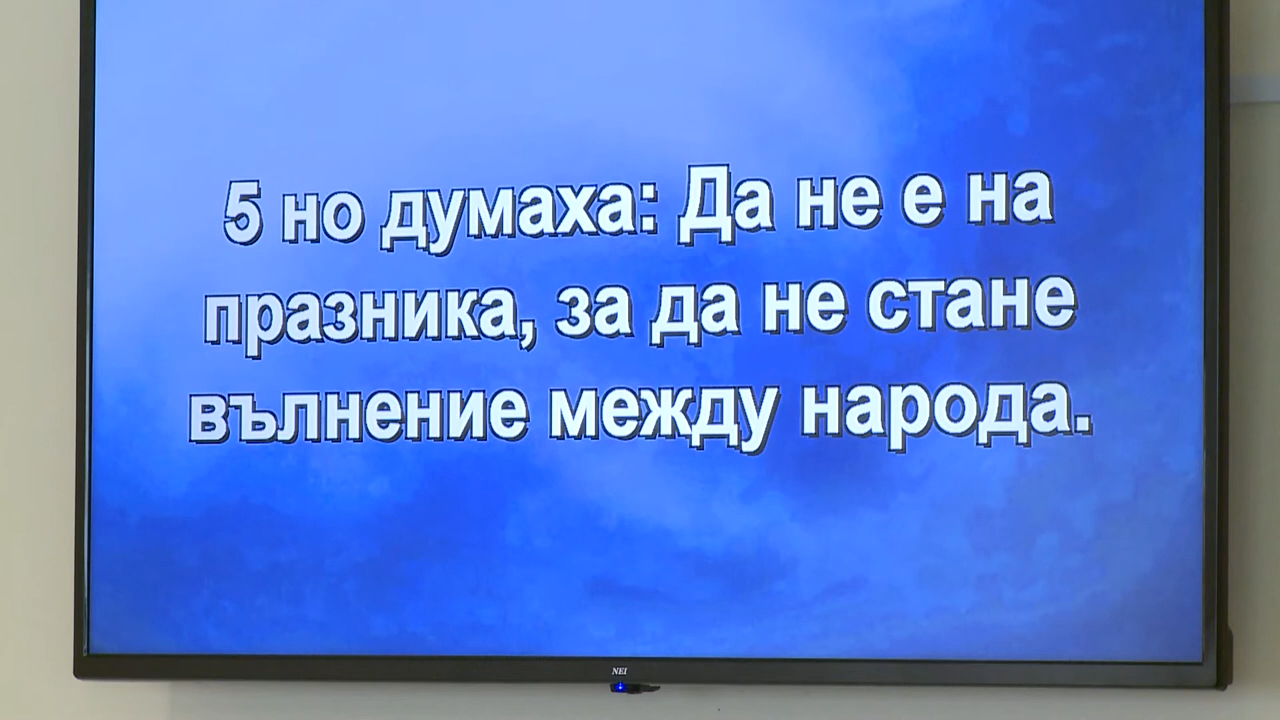 5 но думаха: Да не е на
празника, за да не стане
вълнение между народа.
NEI